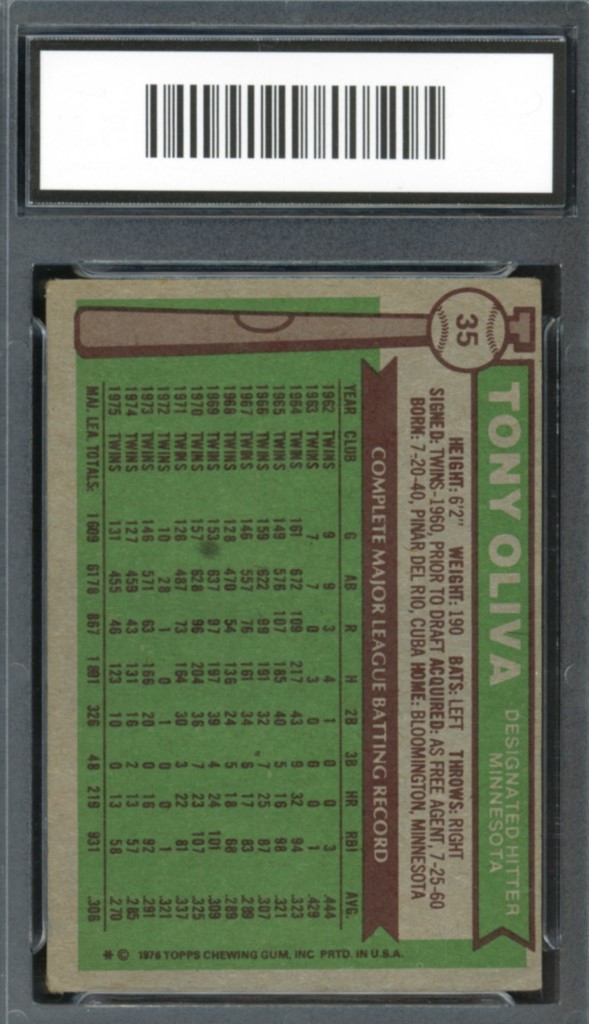 35
TONY OLIVA
DESIGNATED HITTER
MINNESOTA
HEIGHT: 6'2" WEIGHT: 190 BATS: LEFT THROWS: RIGHT
SIGNED: TWINS-1960, PRIOR TO DRAFT ACQUIRED: AS FREE AGENT, 7-25-60
BORN: 7-20-40, PINAR DEL RIO, CUBA HOME: BLOOMINGTON, MINNESOTA
COMPLETE MAJOR LEAGUE BATTING RECORD
YEAR CLUB G AB R H 2B 3B HR RBI AVG.
1962 TWINS 9 9 3 4 1 0 0 3 .444
1963 TWINS 7 7 0 3 0 0 0 1 .429
1964 TWINS 161 672 109 217 43 9 32 94 .323
1965 TWINS 149 576 107 185 40 5 16 98 .321
1966 TWINS 159 622 99 191 32 7 25 87 .307
1967 TWINS 146 557 76 161 34 6 17 83 .289
1968 TWINS 128 470 54 136 24 5 18 68 .289
1969 TWINS 153 637 97 197 39 4 24 101 .309
1970 TWINS 157 628 96 204 36 7 23 107 .325
1971 TWINS 126 487 73 164 30 3 22 81 .337
1972 TWINS 10 28 1 9 1 0 0 1 .321
1973 TWINS 146 571 63 166 20 0 16 92 .291
1974 TWINS 127 459 43 131 16 2 13 57 .285
1975 TWINS 131 455 46 123 10 0 13 58 .270
MAJ. LEA. TOTALS: 1609 6178 867 1891 326 48 219 931 .306
* © 1976 TOPPS CHEWING GUM, INC PRTD. IN U.S.A.